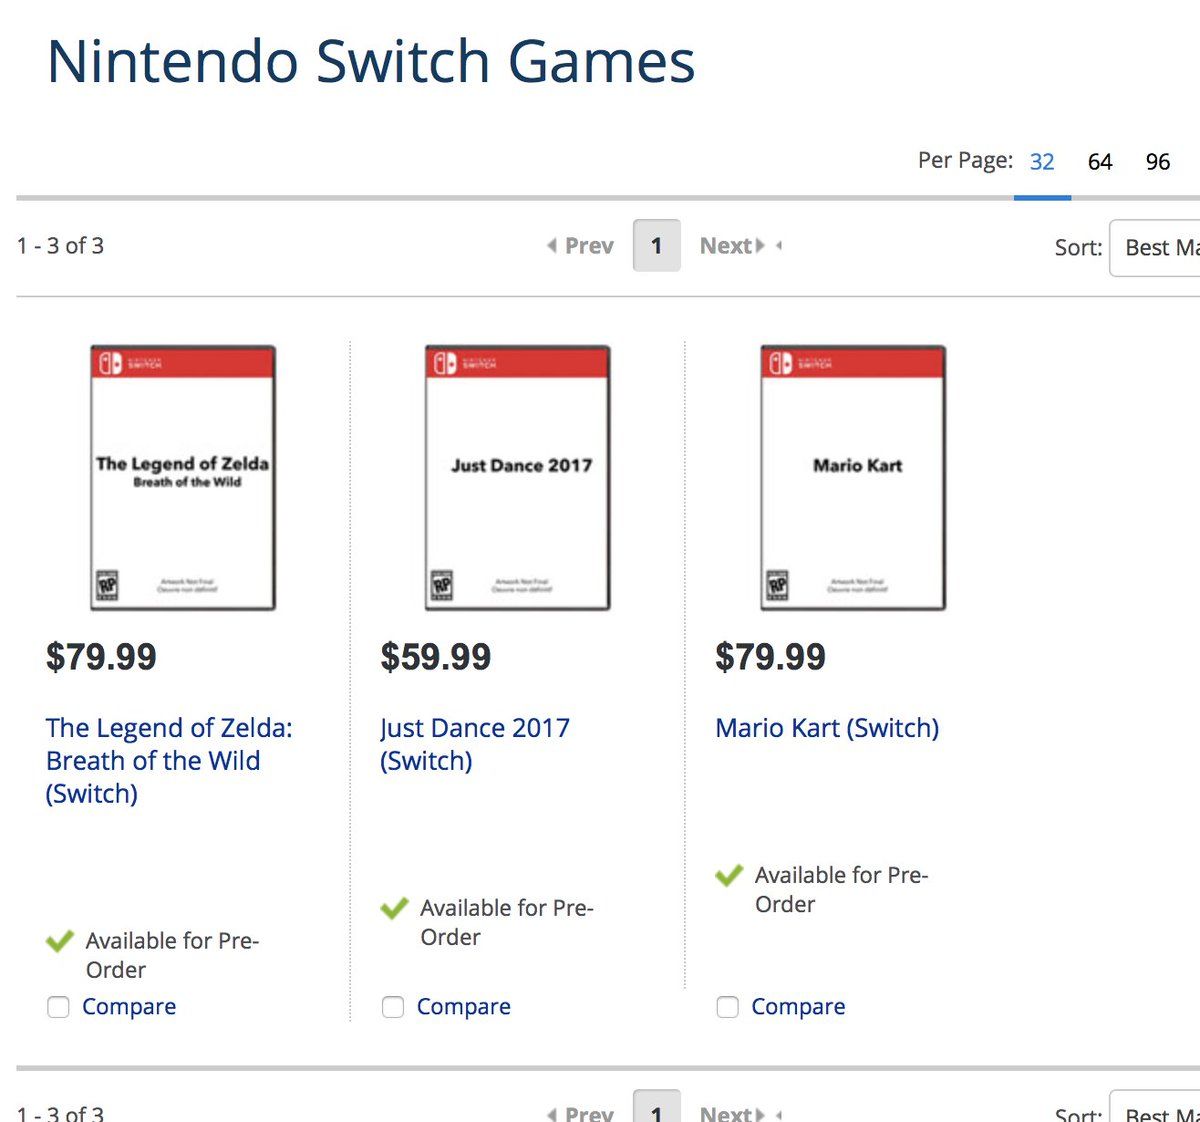 Nintendo Switch Games
Per Page: 32 64 96
1 - 3 of 3 Prev 1 Next Sort: Best Ma
NINTENDO
SWITCH
The Legend of Zelda
Breath of the Wild
RP
Artwork Not Final
Oeuvre non définitif
$79.99
The Legend of Zelda:
Breath of the Wild
(Switch)
Available for Pre-
Order
Compare
NINTENDO
SWITCH
Just Dance 2017
RP
Artwork Not Final
Oeuvre non définitif
$59.99
Just Dance 2017
(Switch)
Available for Pre-
Order
Compare
NINTENDO
SWITCH
Mario Kart
RP
Artwork Not Final
Oeuvre non définitif
$79.99
Mario Kart (Switch)
Available for Pre-
Order
Compare
1 - 3 of 3 Prev 1 Next Sort: Best Ma